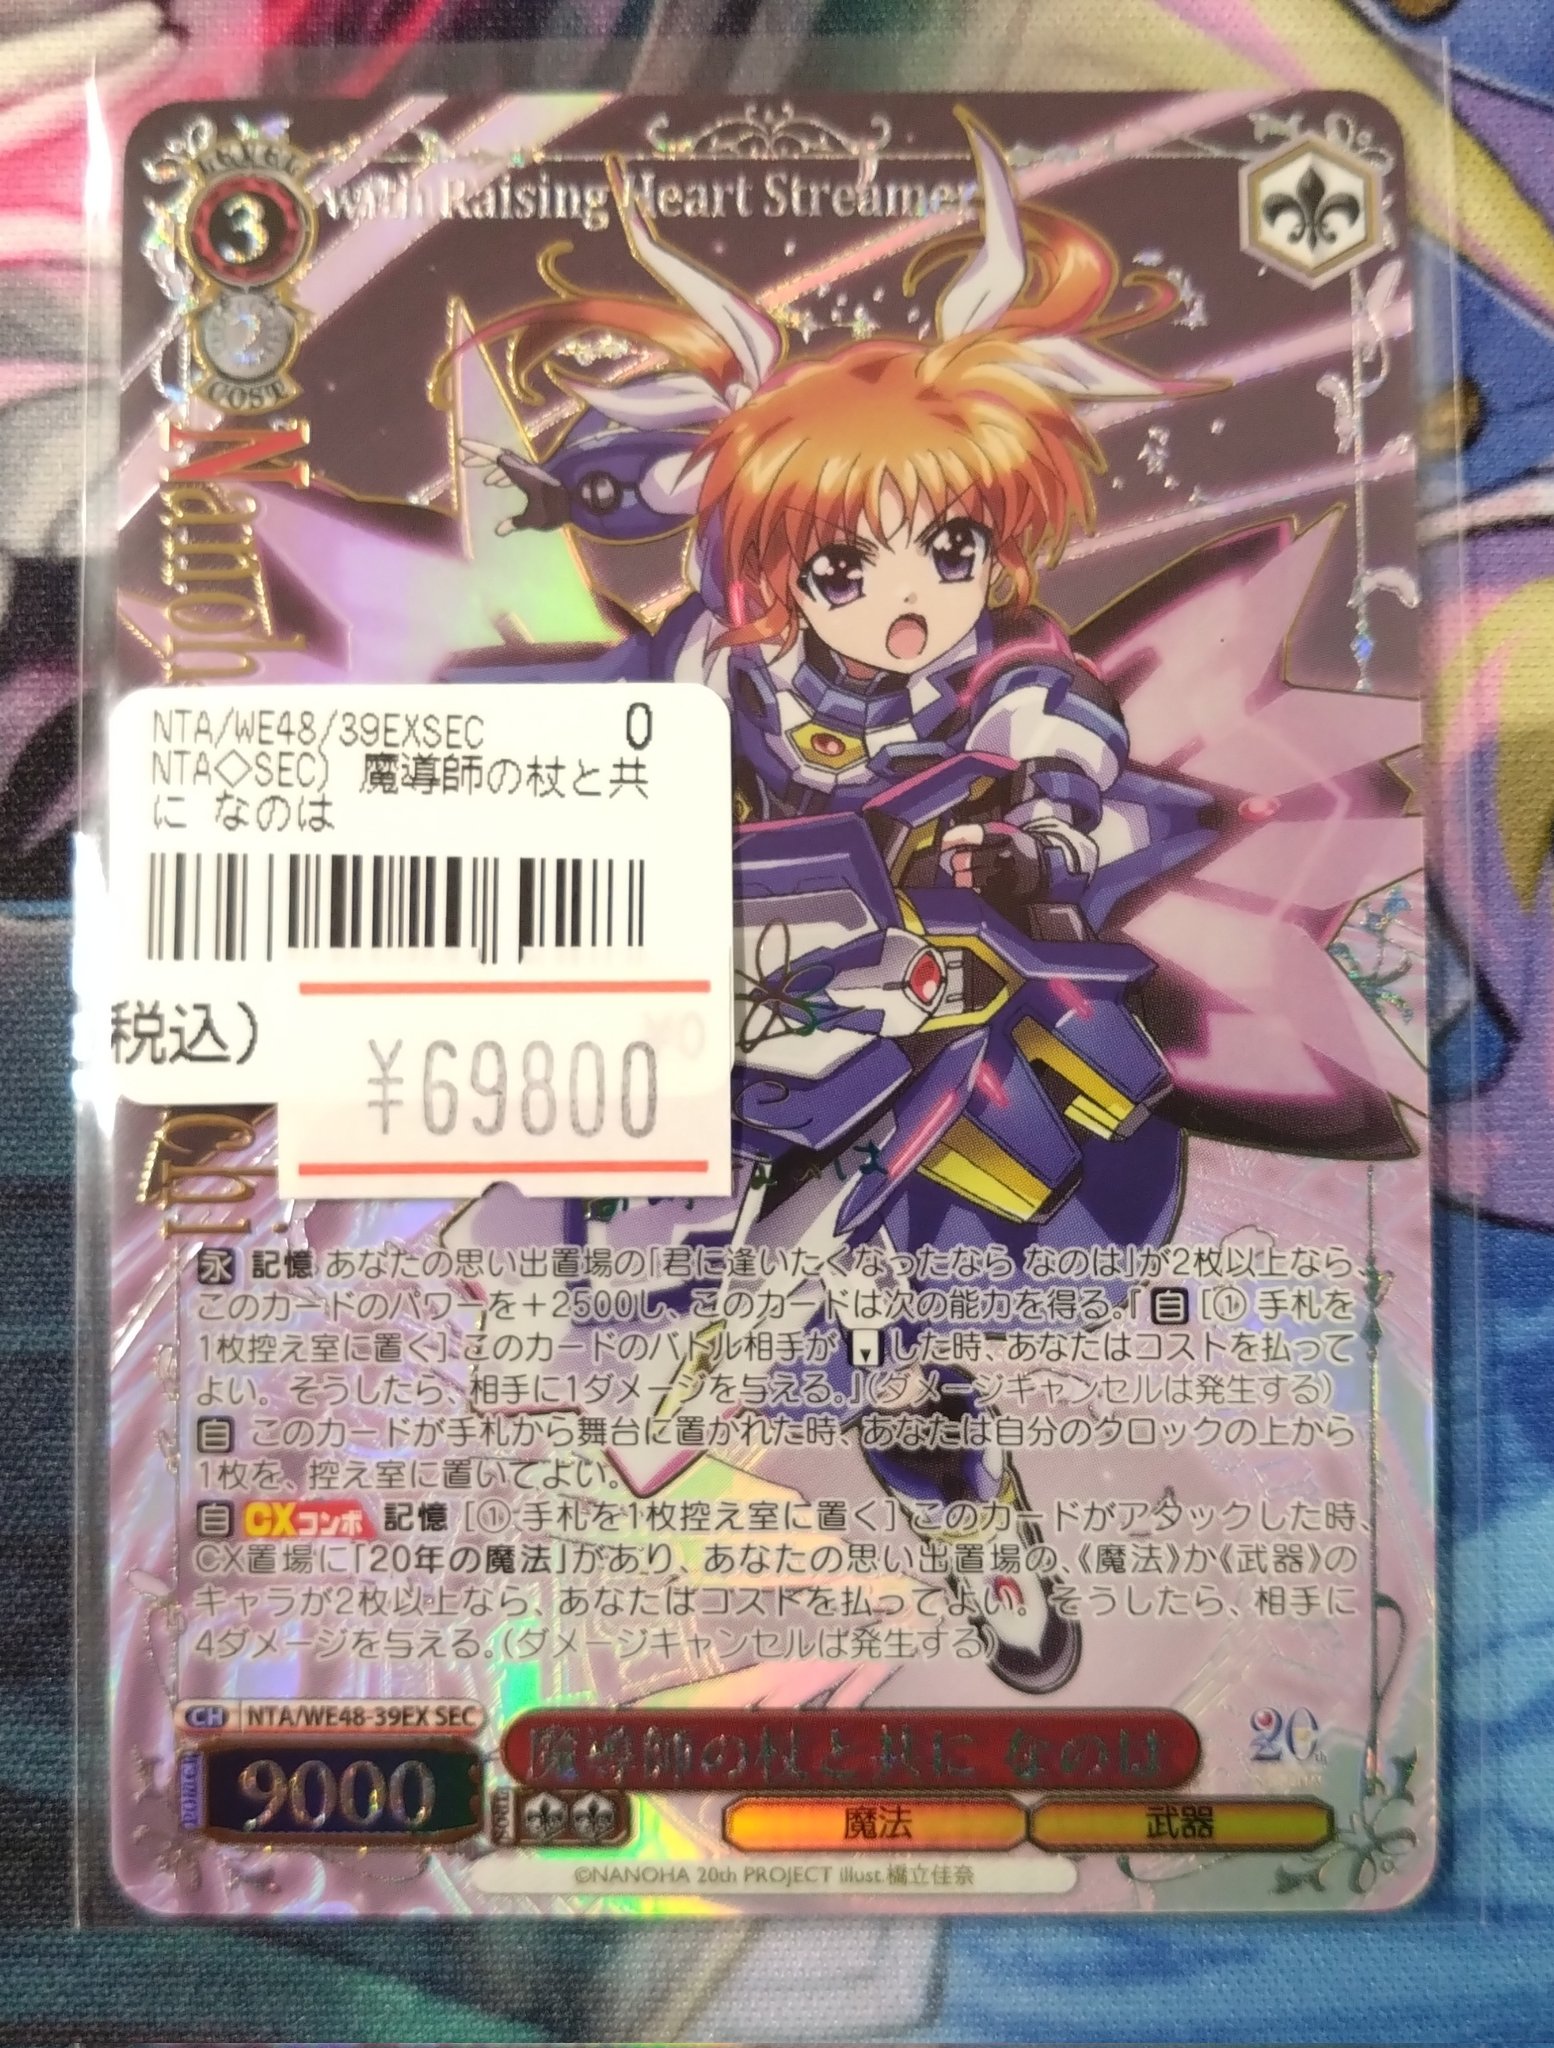 3
with Raising Heart Streamer
2
COST
NTA/WE48/39EXSEC 0
NTA◇SEC) 魔導師の杖と共
に なのは
税込)
¥69800
永 記憶 あなたの思い出置場の「君に逢いたくなったなら なのは」が2枚以上なら、
このカードのパワーを+2500し、このカードは次の能力を得る。『自［① 手札を
1枚控え室に置く］このカードのバトル相手が▼した時、あなたはコストを払って
よい。そうしたら、相手に1ダメージを与える。』(ダメージキャンセルは発生する)
自 このカードが手札から舞台に置かれた時、あなたは自分のクロックの上から
1枚を、控え室に置いてよい。
自 CXコンボ 記憶［① 手札を1枚控え室に置く］このカードがアタックした時、
CX置場に「20年の魔法」があり、あなたの思い出置場の、《魔法》か《武器》の
キャラが2枚以上なら、あなたはコストを払ってよい。そうしたら、相手に
4ダメージを与える。(ダメージキャンセルは発生する)
CH NTA/WE48-39EX SEC
魔導師の杖と共に なのは
20th
POWER 9000
SOUL
魔法 武器
©NANOHA 20th PROJECT illust.橋立佳奈